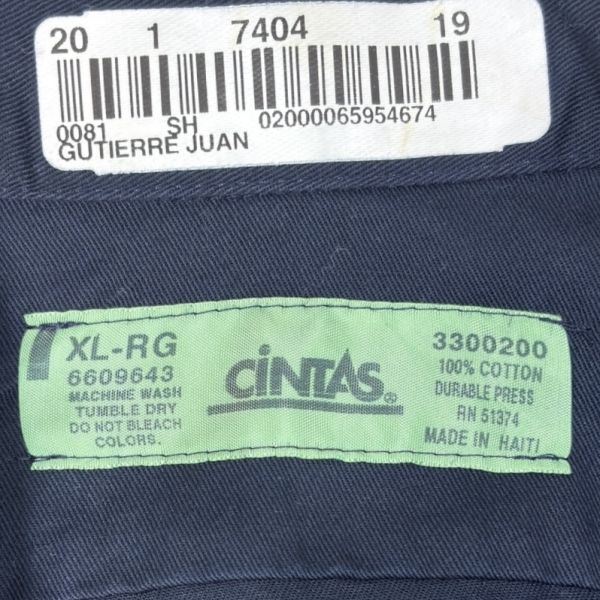 20 1 7404 19
0081 SH 02000065954674
GUTIERRE JUAN
XL-RG
6609643
MACHINE WASH
TUMBLE DRY
DO NOT BLEACH
COLORS.
CINTAS®
3300200
100% COTTON
DURABLE PRESS
RN 51374
MADE IN HAITI